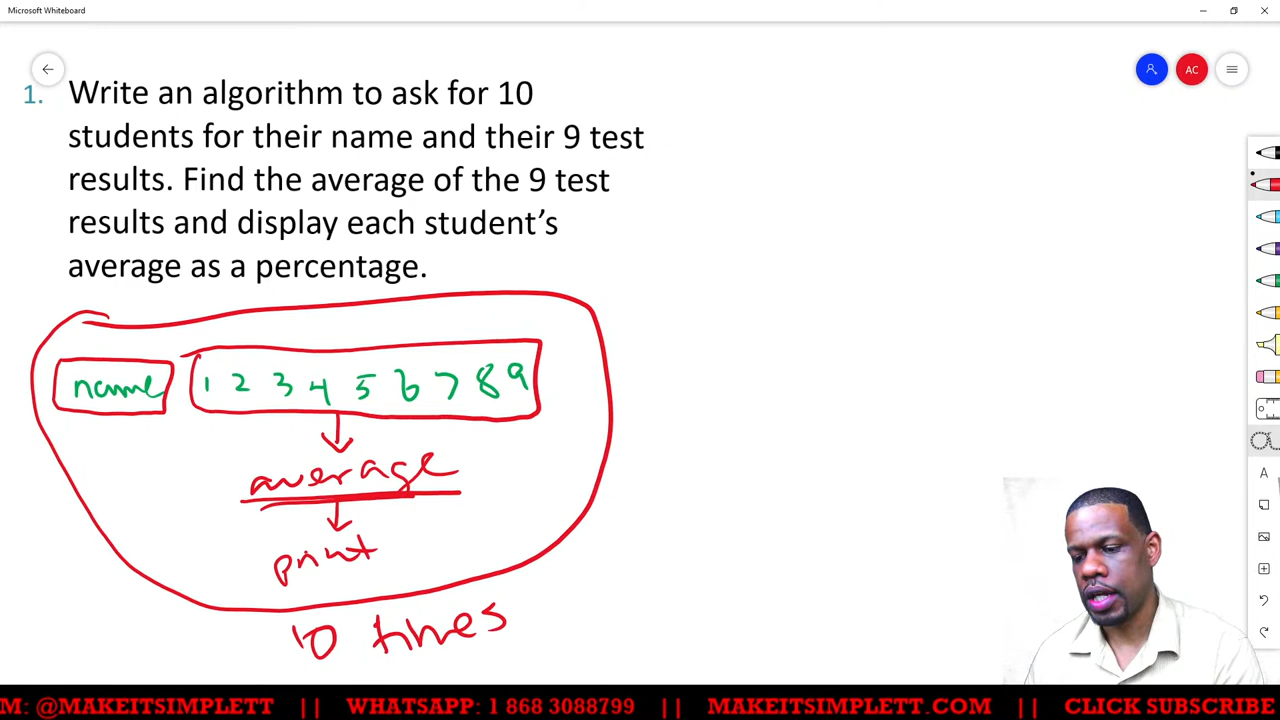 Microsoft Whiteboard
AC
1. Write an algorithm to ask for 10
students for their name and their 9 test
results. Find the average of the 9 test
results and display each student’s
average as a percentage.
name 1 2 3 4 5 6 7 8 9
average
print
10 times
A
M: @MAKEITSIMPLETT || WHATSAPP: 1 868 3088799 || MAKEITSIMPLETT.COM || CLICK SUBSCRIBE